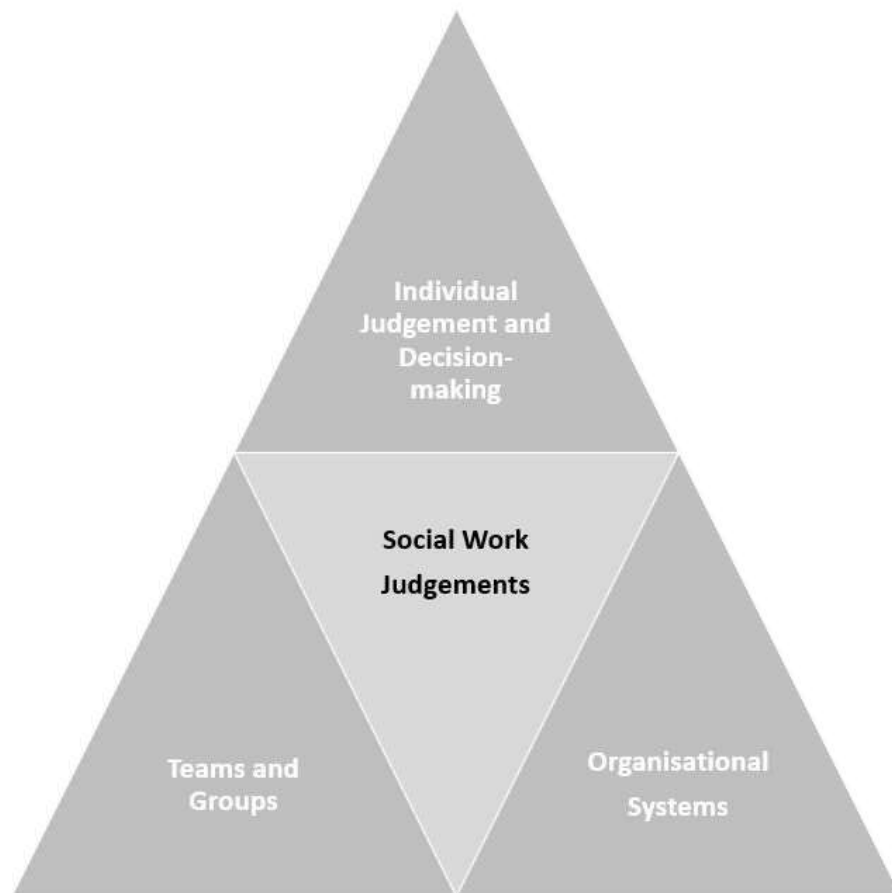 Individual
Judgement and
Decision-
making
Social Work
Judgements
Teams and
Groups
Organisational
Systems